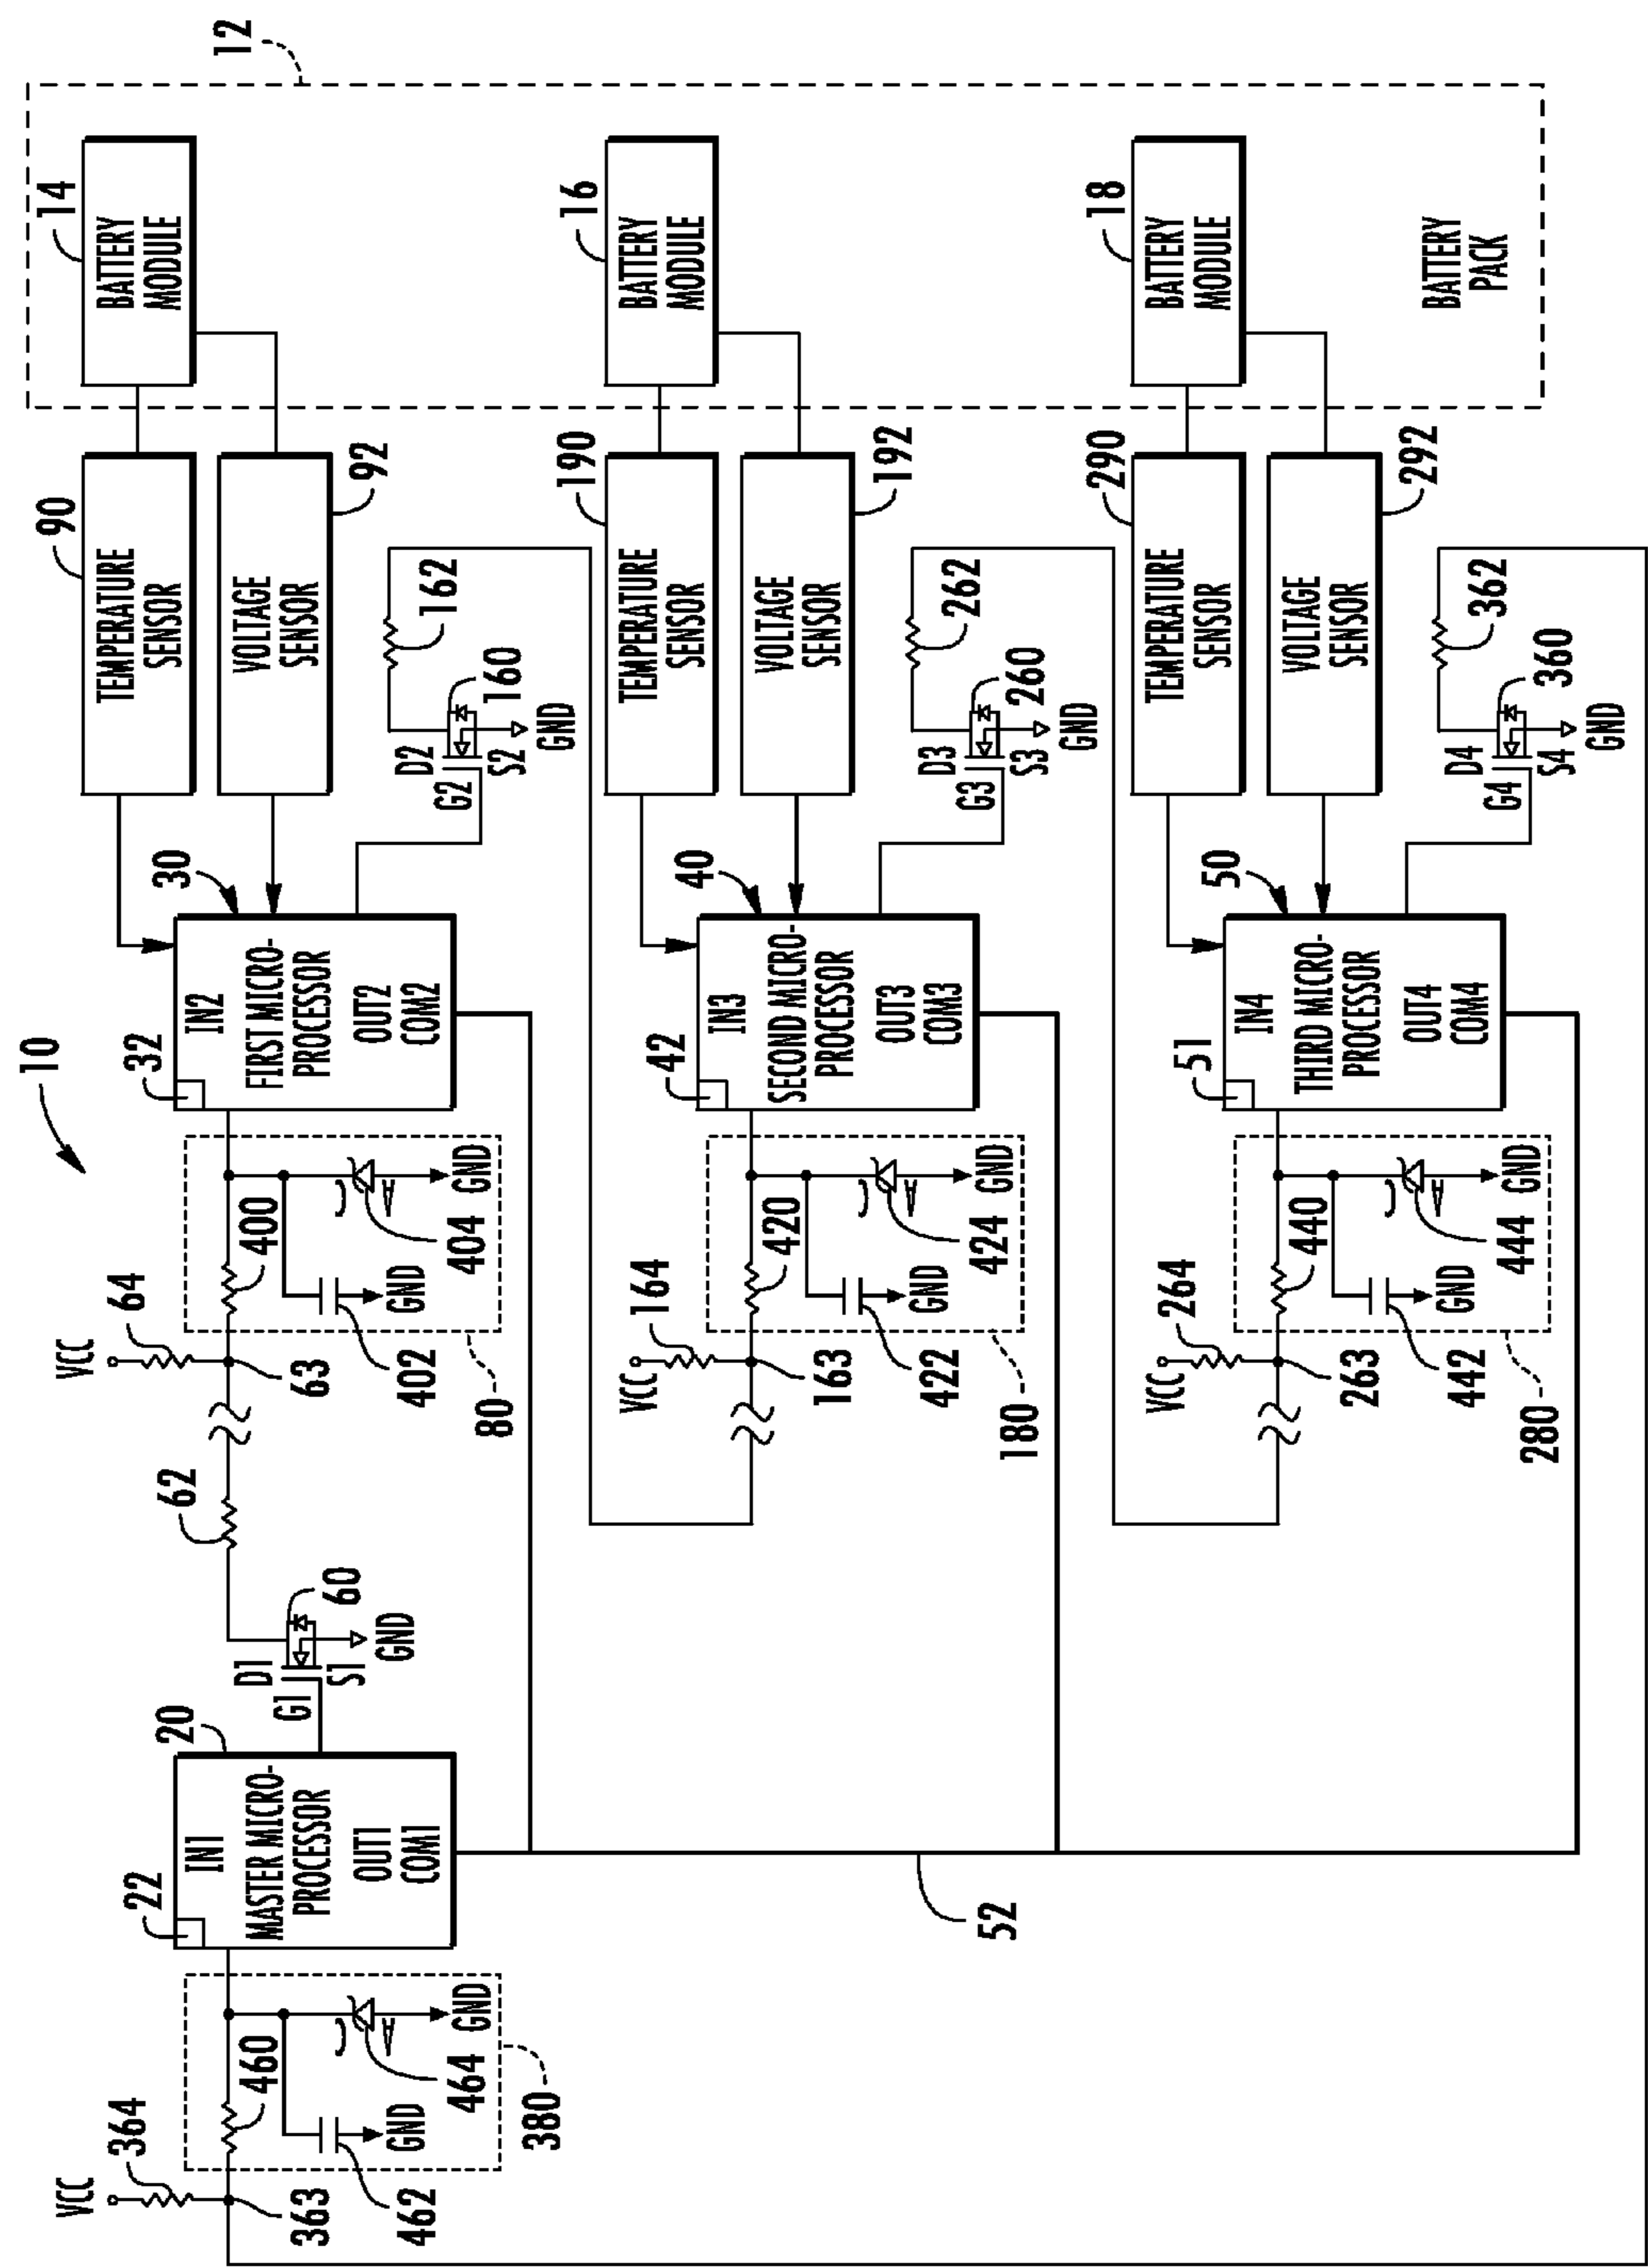 10
12
VCC
364
363
460
462
464
GND
GND
380
22
20
IN1
MASTER MICRO-
PROCESSOR
OUT1
COM1
D1
G1
S1
60
GND
62
VCC
64
63
400
402
404
GND
GND
80
32
30
IN2
FIRST MICRO-
PROCESSOR
OUT2
COM2
90
TEMPERATURE
SENSOR
VOLTAGE
SENSOR
92
14
BATTERY
MODULE
D2
G2
S2
160
GND
162
VCC
164
163
420
422
424
GND
GND
180
42
40
IN3
SECOND MICRO-
PROCESSOR
OUT3
COM3
190
TEMPERATURE
SENSOR
VOLTAGE
SENSOR
192
16
BATTERY
MODULE
D3
G3
S3
260
GND
262
52
VCC
264
263
440
442
444
GND
GND
280
51
50
IN4
THIRD MICRO-
PROCESSOR
OUT4
COM4
290
TEMPERATURE
SENSOR
VOLTAGE
SENSOR
292
18
BATTERY
MODULE
D4
G4
S4
360
GND
362
BATTERY
PACK